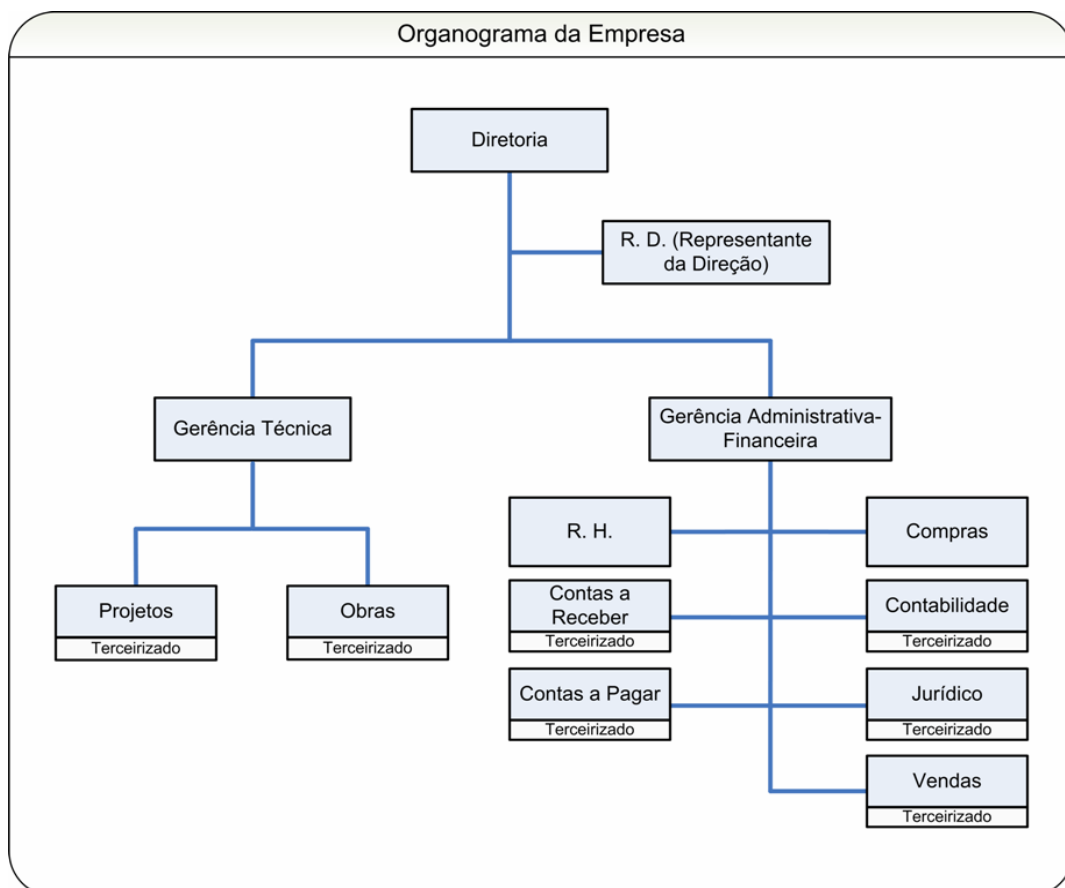 Organograma da Empresa
Diretoria
R. D. (Representante
da Direção)
Gerência Técnica
Gerência Administrativa-
Financeira
R. H.
Compras
Projetos
Terceirizado
Obras
Terceirizado
Contas a
Receber
Terceirizado
Contabilidade
Terceirizado
Contas a Pagar
Terceirizado
Jurídico
Terceirizado
Vendas
Terceirizado